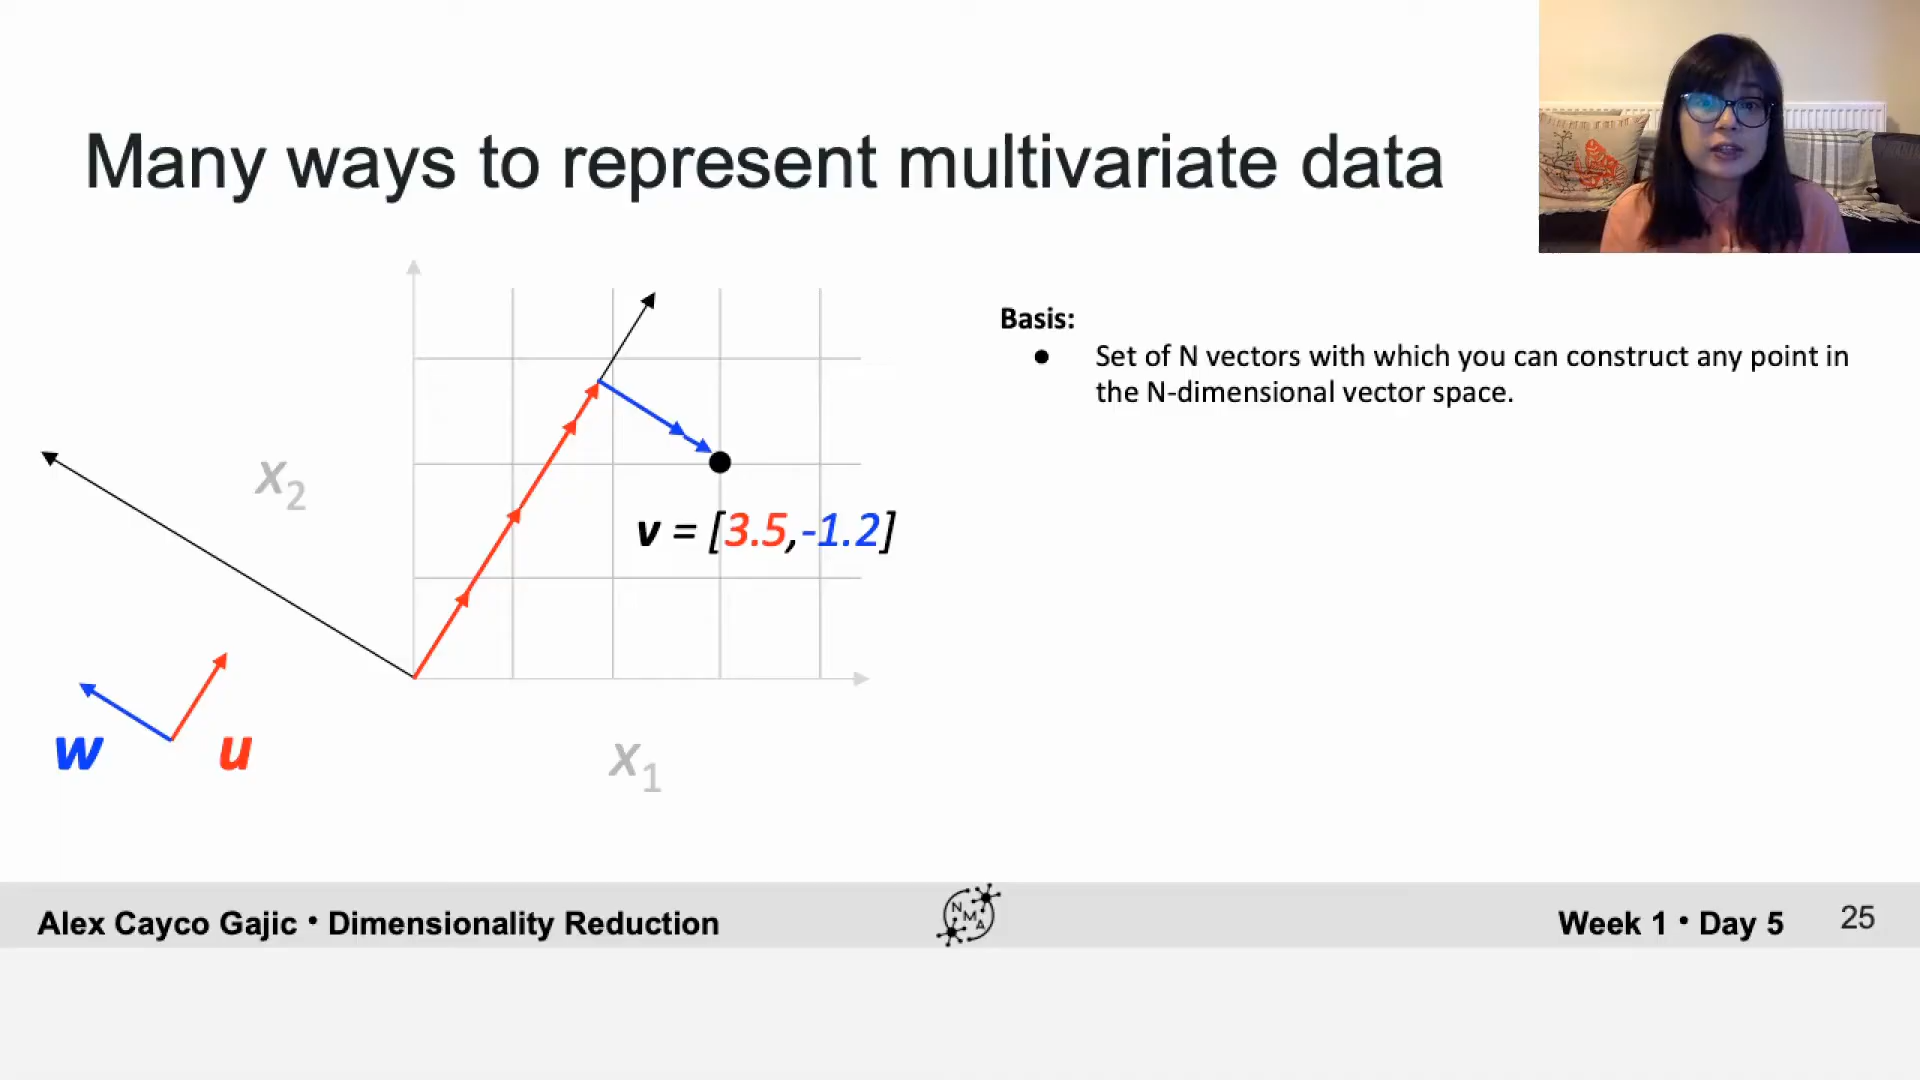 Many ways to represent multivariate data
Basis:
● Set of N vectors with which you can construct any point in
the N-dimensional vector space.
x2
v = [3.5,-1.2]
w
u
x1
Alex Cayco Gajic • Dimensionality Reduction
NMA
Week 1 • Day 5
25